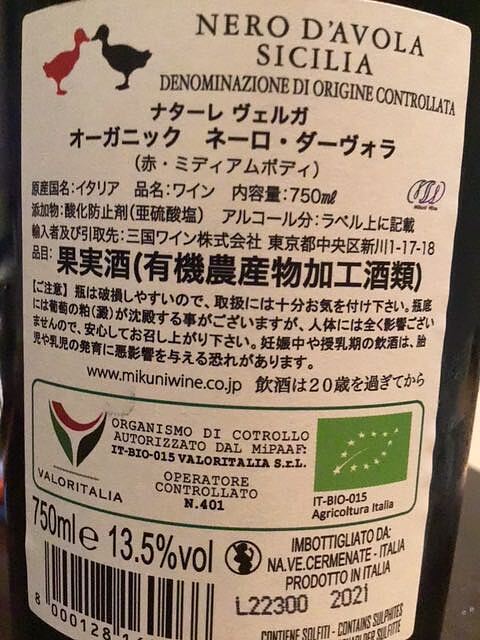 NERO D'AVOLA
SICILIA
DENOMINAZIONE DI ORIGINE CONTROLLATA
ナターレ ヴェルガ
オーガニック ネーロ・ダーヴォラ
(赤・ミディアムボディ)
原産国名:イタリア 品名:ワイン 内容量:750mℓ
添加物:酸化防止剤(亜硫酸塩) アルコール分:ラベル上に記載
輸入者及び引取先:三国ワイン株式会社 東京都中央区新川1-17-18
品目:果実酒(有機農産物加工酒類)
【ご注意】瓶は破損しやすいので、取扱には十分お気を付け下さい。瓶底
には葡萄の粕(澱)が沈殿する事がございますが、人体には全く影響ござい
ませんので、安心してお召し上がり下さい。妊娠中や授乳期の飲酒は、胎
児や乳児の発育に悪影響を与える恐れがあります。
www.mikuniwine.co.jp 飲酒は20歳を過ぎてから
ORGANISMO DI COTROLLO
AUTORIZZATO DAL MiPAAF:
IT-BIO-015 VALORITALIA S.r.L.
OPERATORE
CONTROLLATO
N.401
VALORITALIA
IT-BIO-015
Agricoltura Italia
750ml e 13.5%vol
IMBOTTIGLIATO DA:
NA.VE.CERMENATE - ITALIA
PRODOTTO IN ITALIA
L22300 2021
8 000128
CONTIENE SOLFITI - CONTAINS SULPHITES